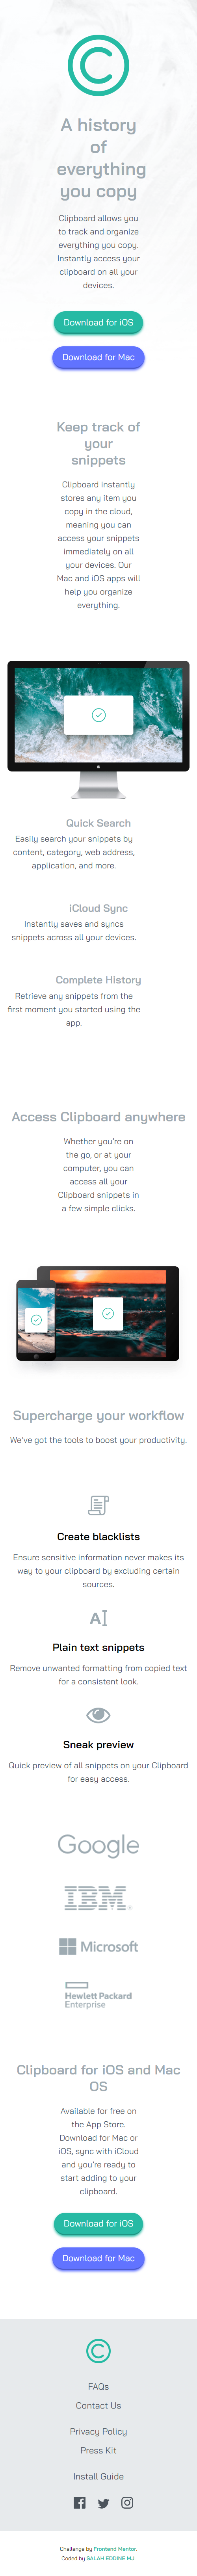 A history
of
everything
you copy
Clipboard allows you
to track and organize
everything you copy.
Instantly access your
clipboard on all your
devices.
Download for iOS
Download for Mac
Keep track of
your
snippets
Clipboard instantly
stores any item you
copy in the cloud,
meaning you can
access your snippets
immediately on all
your devices. Our
Mac and iOS apps will
help you organize
everything.
Quick Search
Easily search your snippets by
content, category, web address,
application, and more.
iCloud Sync
Instantly saves and syncs
snippets across all your devices.
Complete History
Retrieve any snippets from the
first moment you started using the
app.
Access Clipboard anywhere
Whether you're on
the go, or at your
computer, you can
access all your
Clipboard snippets in
a few simple clicks.
Supercharge your workflow
We've got the tools to boost your productivity.
Create blacklists
Ensure sensitive information never makes its
way to your clipboard by excluding certain
sources.
Plain text snippets
Remove unwanted formatting from copied text
for a consistent look.
Sneak preview
Quick preview of all snippets on your Clipboard
for easy access.
Google
IBM
Microsoft
Hewlett Packard
Enterprise
Clipboard for iOS and Mac
OS
Available for free on
the App Store.
Download for Mac or
iOS, sync with iCloud
and you're ready to
start adding to your
clipboard.
Download for iOS
Download for Mac
FAQs
Contact Us
Privacy Policy
Press Kit
Install Guide
Challenge by Frontend Mentor.
Coded by SALAH EDDINE MJ.